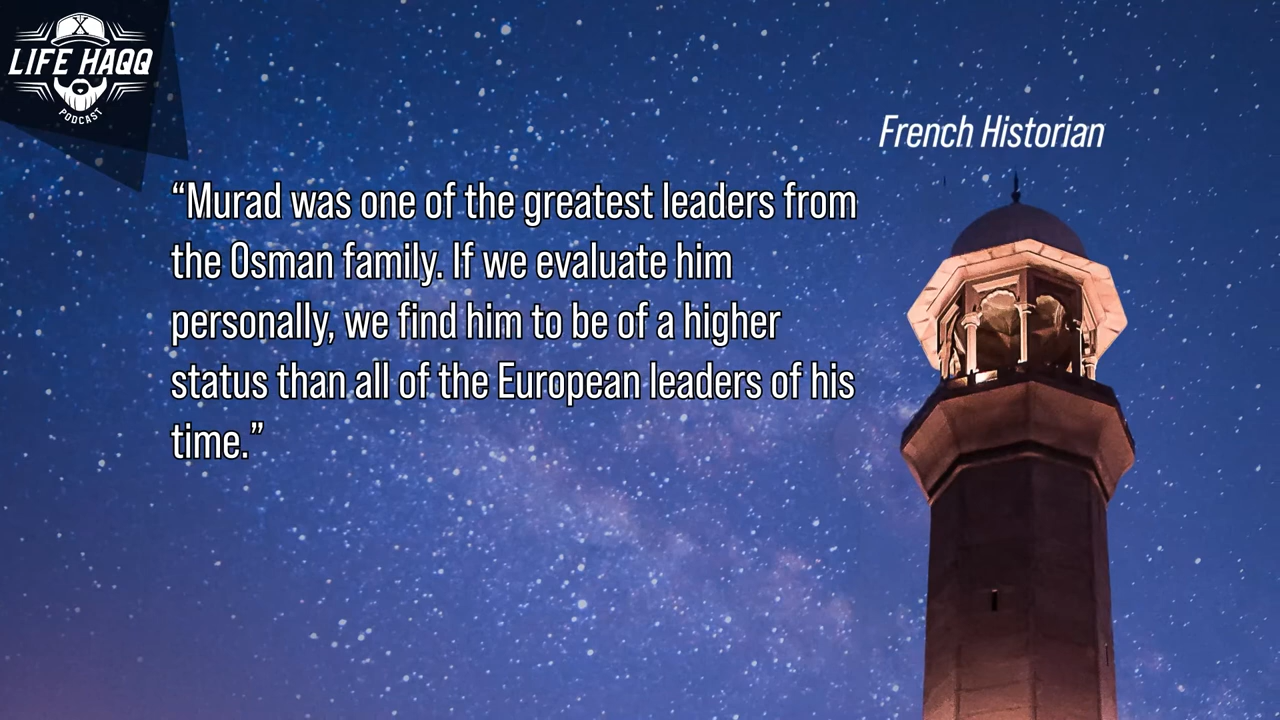 LIFE HAQQ
PODCAST
French Historian
“Murad was one of the greatest leaders from
the Osman family. If we evaluate him
personally, we find him to be of a higher
status than all of the European leaders of his
time.”